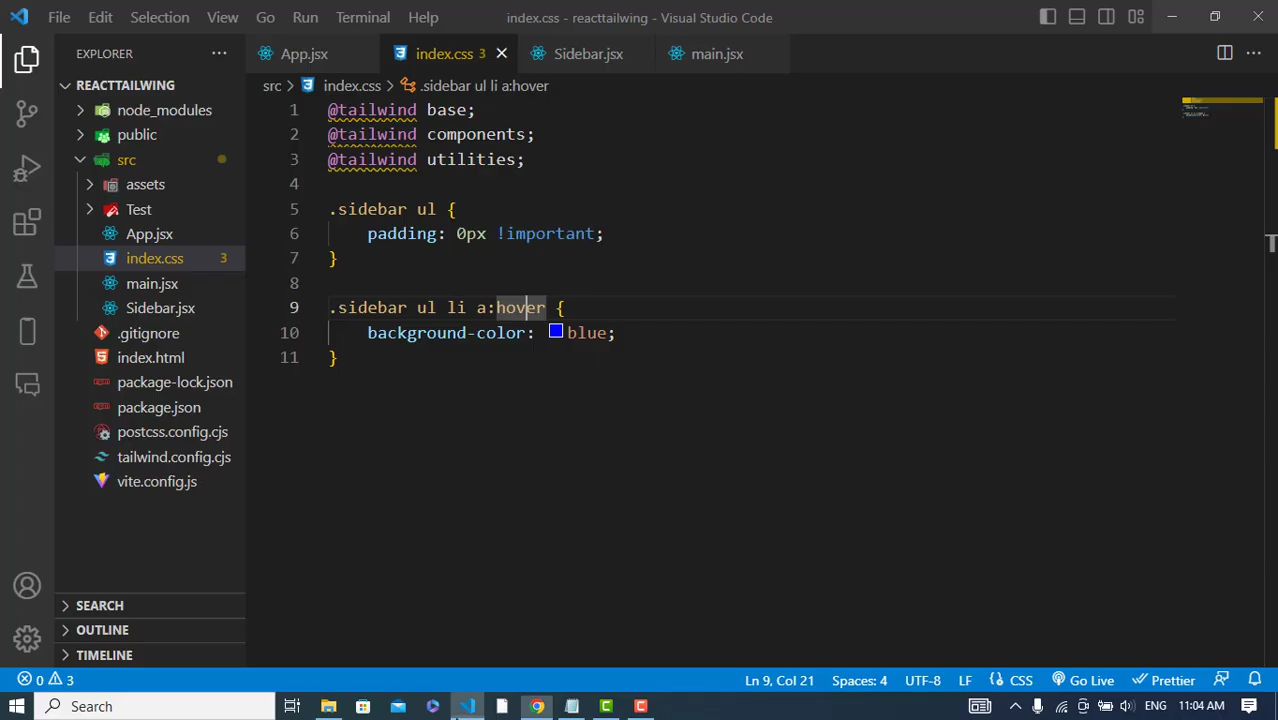 File Edit Selection View Go Run Terminal Help index.css - reacttailwing - Visual Studio Code
EXPLORER
App.jsx index.css 3 Sidebar.jsx main.jsx
REACTTAILWING
src > index.css > .sidebar ul li a:hover
node_modules
public
src
assets
Test
App.jsx
index.css 3
main.jsx
Sidebar.jsx
.gitignore
index.html
package-lock.json
package.json
postcss.config.cjs
tailwind.config.cjs
vite.config.js
SEARCH
OUTLINE
TIMELINE
1 @tailwind base;
2 @tailwind components;
3 @tailwind utilities;
4
5 .sidebar ul {
6 padding: 0px !important;
7 }
8
9 .sidebar ul li a:hover {
10 background-color: blue;
11 }
0 3 Ln 9, Col 21 Spaces: 4 UTF-8 LF CSS Go Live Prettier
Search ENG 11:04 AM